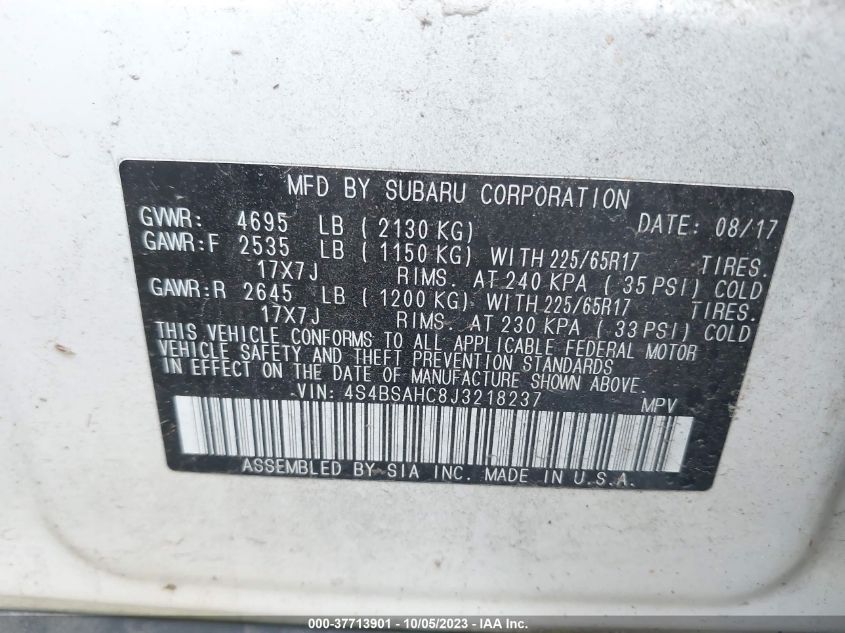 MFD BY SUBARU CORPORATION
GVWR: 4695 LB ( 2130 KG) DATE: 08/17
GAWR:F 2535 LB ( 1150 KG) WITH 225/65R17 TIRES.
17X7J RIMS. AT 240 KPA ( 35 PSI) COLD
GAWR:R 2645 LB ( 1200 KG) WITH 225/65R17 TIRES.
17X7J RIMS. AT 230 KPA ( 33 PSI) COLD
THIS VEHICLE CONFORMS TO ALL APPLICABLE FEDERAL MOTOR
VEHICLE SAFETY AND THEFT PREVENTION STANDARDS
IN EFFECT ON THE DATE OF MANUFACTURE SHOWN ABOVE.
VIN: 4S4BSAHC8J3218237 MPV
ASSEMBLED BY SIA INC. MADE IN U.S.A.
000-37713901 - 10/05/2023 - IAA Inc.